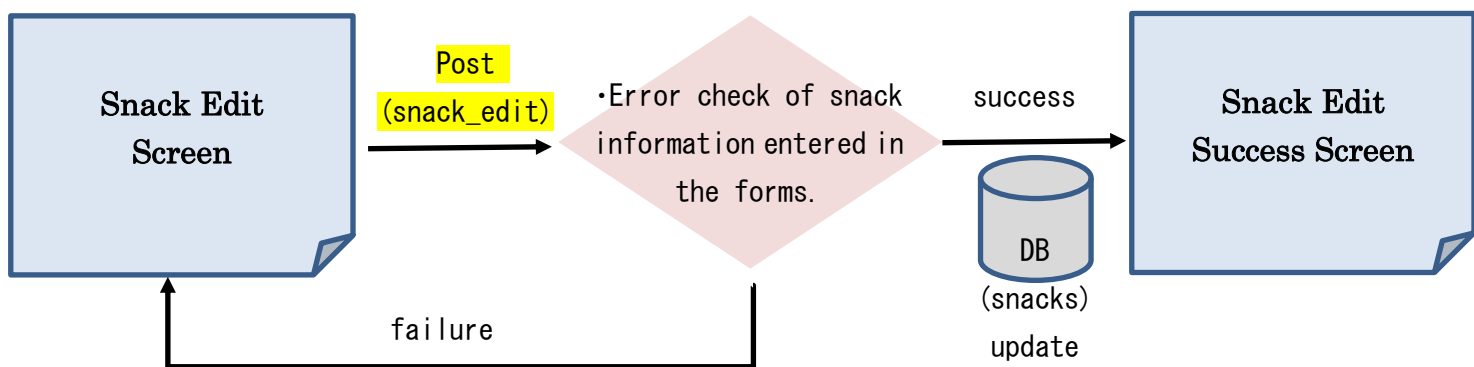 Snack Edit
Screen
Post
(snack_edit)
・Error check of snack
information entered in
the forms.
success
DB
(snacks)
update
Snack Edit
Success Screen
failure